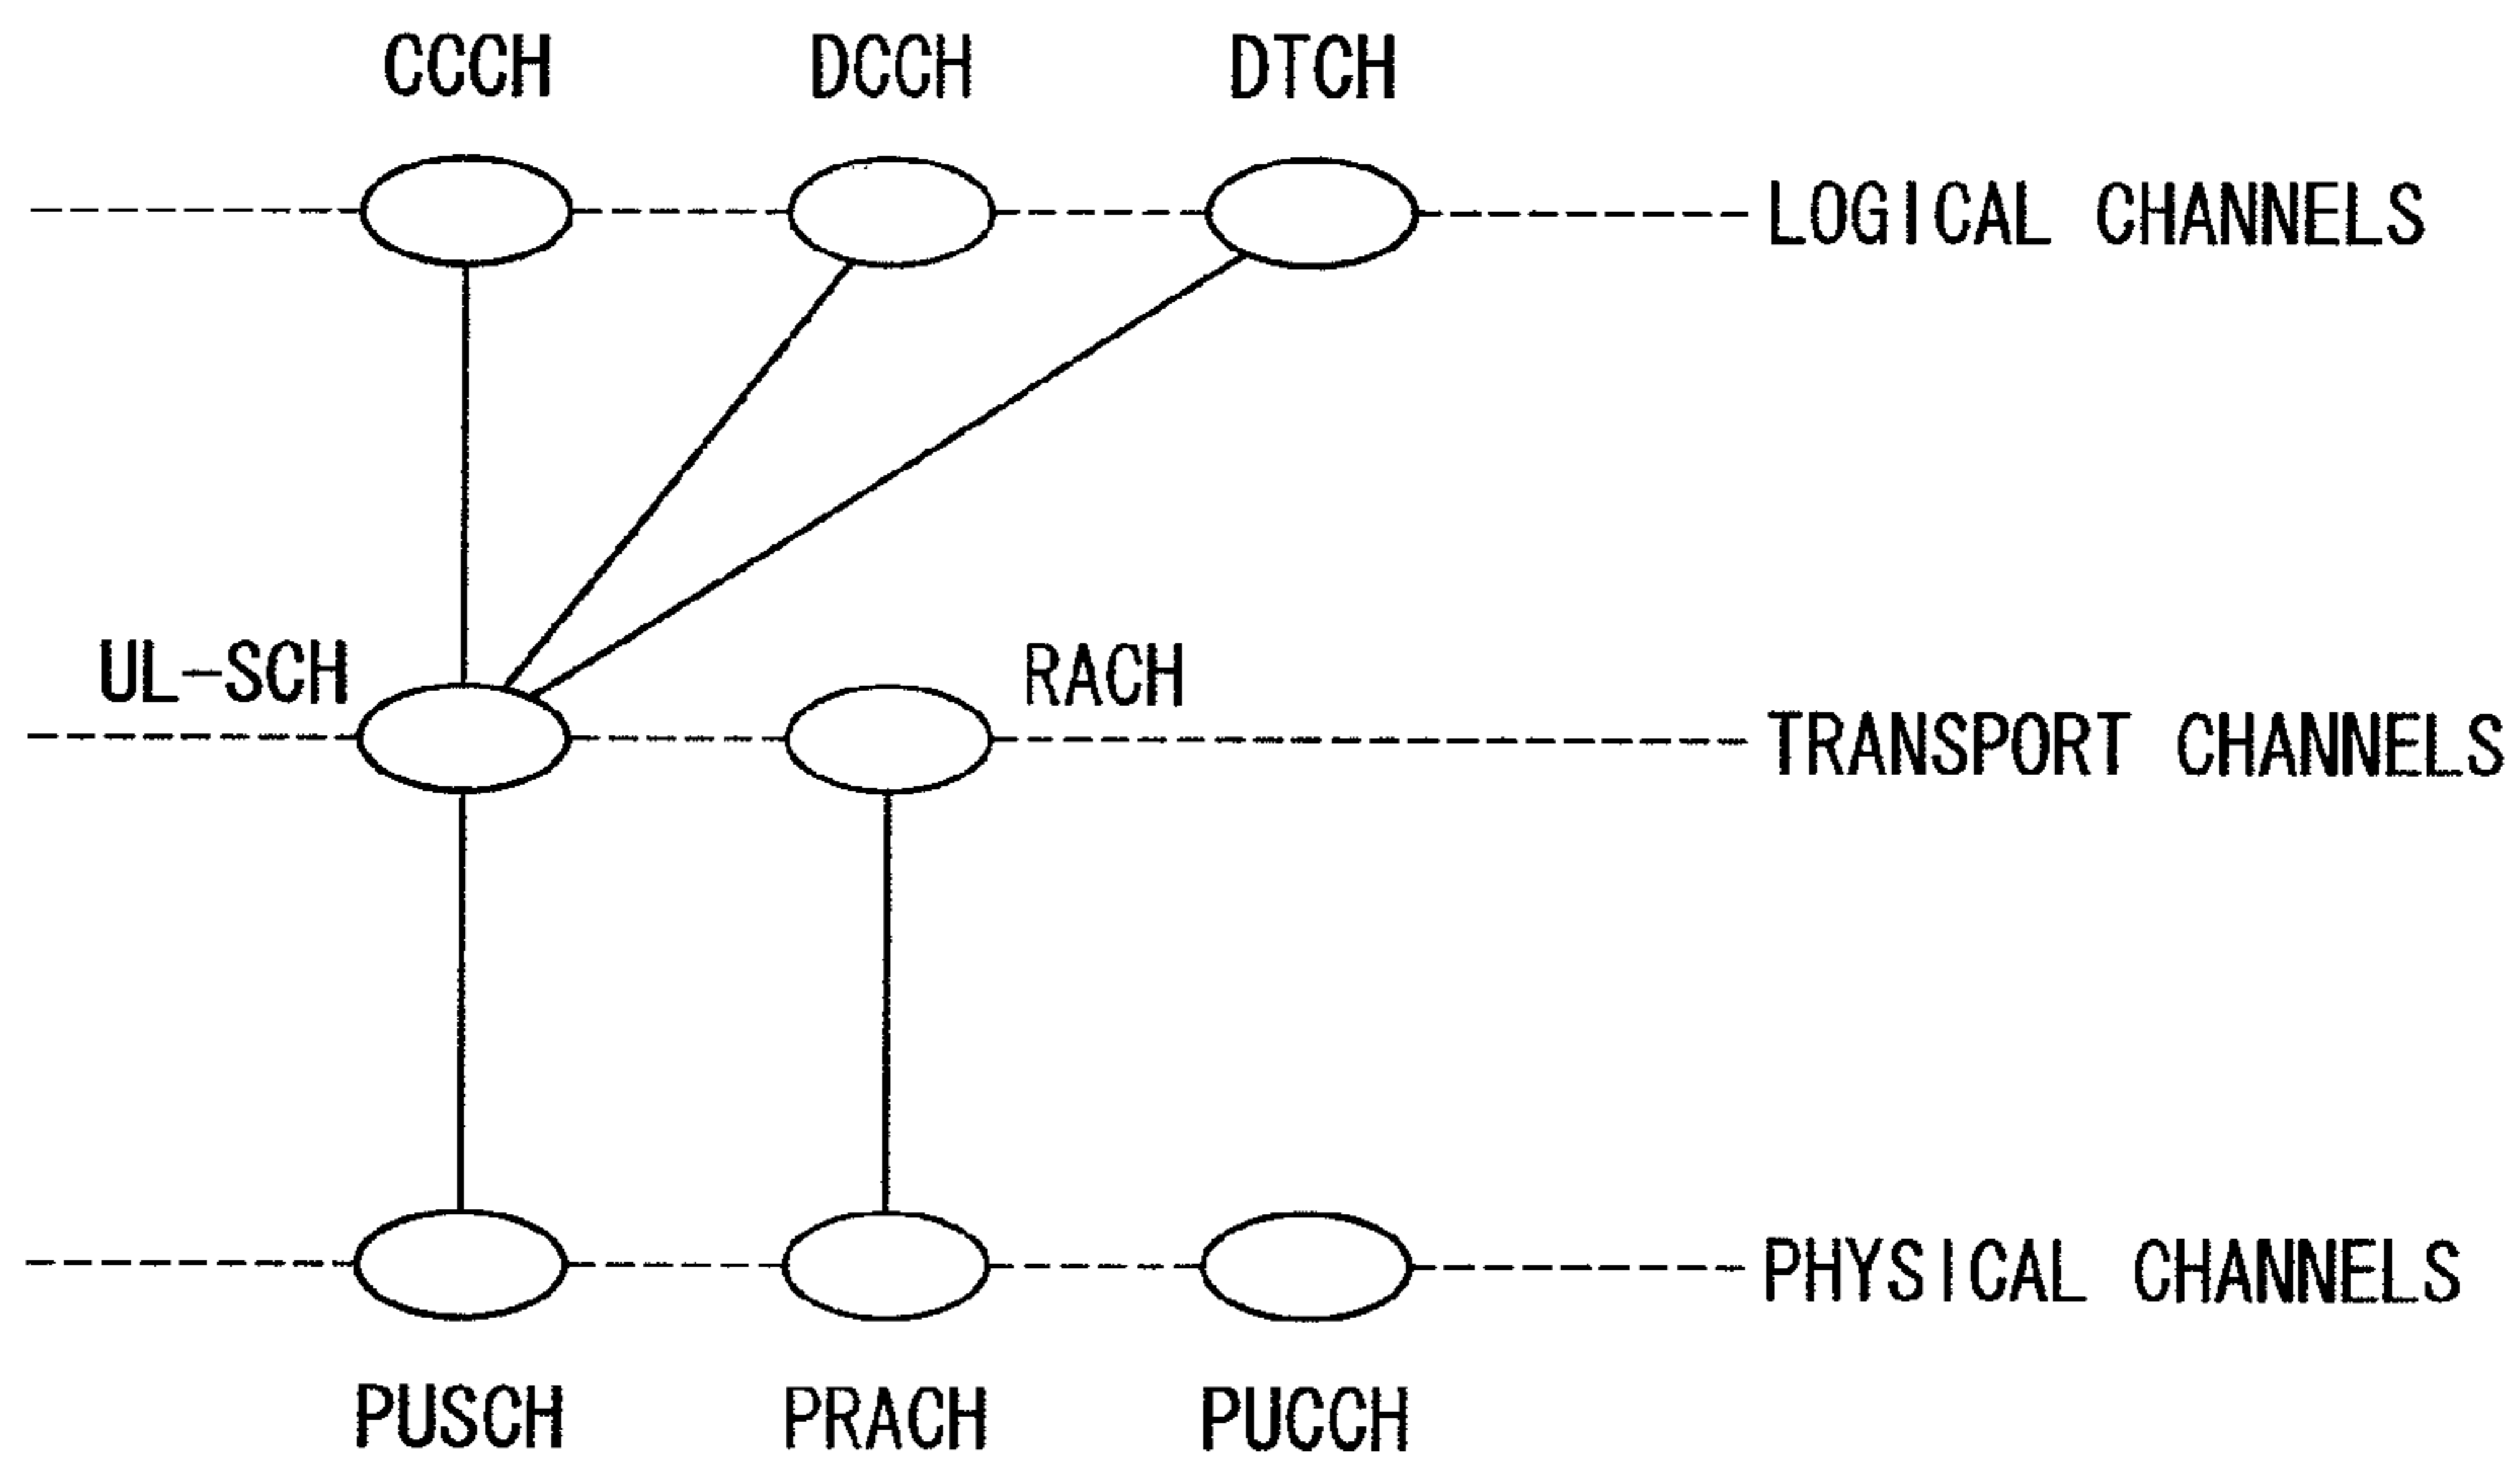 CCCH DCCH DTCH
LOGICAL CHANNELS
UL-SCH RACH
TRANSPORT CHANNELS
PHYSICAL CHANNELS
PUSCH PRACH PUCCH